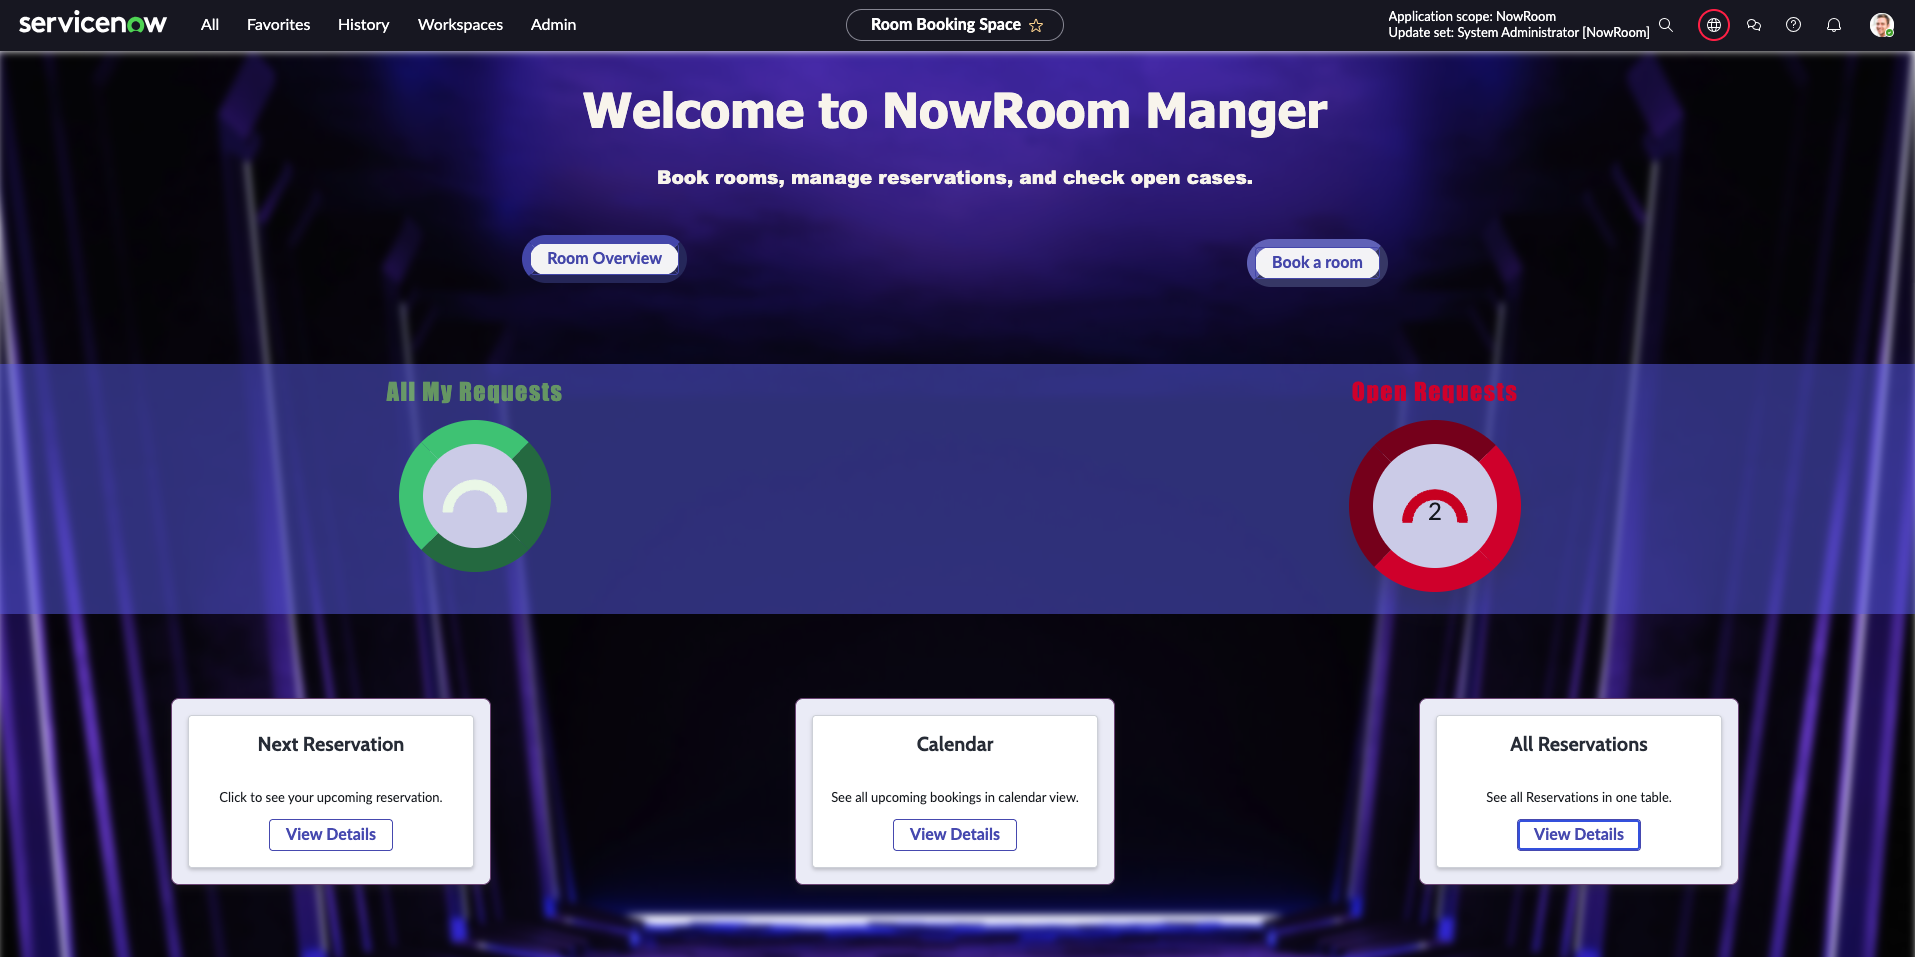 servicenow
All Favorites History Workspaces Admin
Room Booking Space
Application scope: NowRoom
Update set: System Administrator [NowRoom]
Welcome to NowRoom Manger
Book rooms, manage reservations, and check open cases.
Room Overview
Book a room
All My Requests
Open Requests
2
Next Reservation
Click to see your upcoming reservation.
View Details
Calendar
See all upcoming bookings in calendar view.
View Details
All Reservations
See all Reservations in one table.
View Details